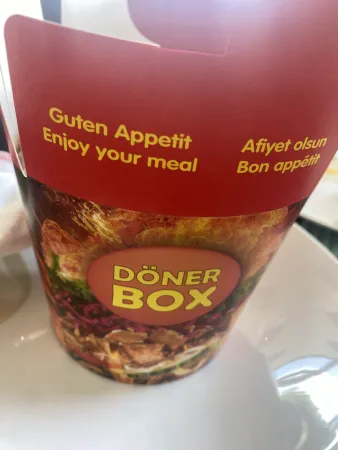 Guten Appetit
Enjoy your meal
Afiyet olsun
Bon appétit
DÖNER
BOX